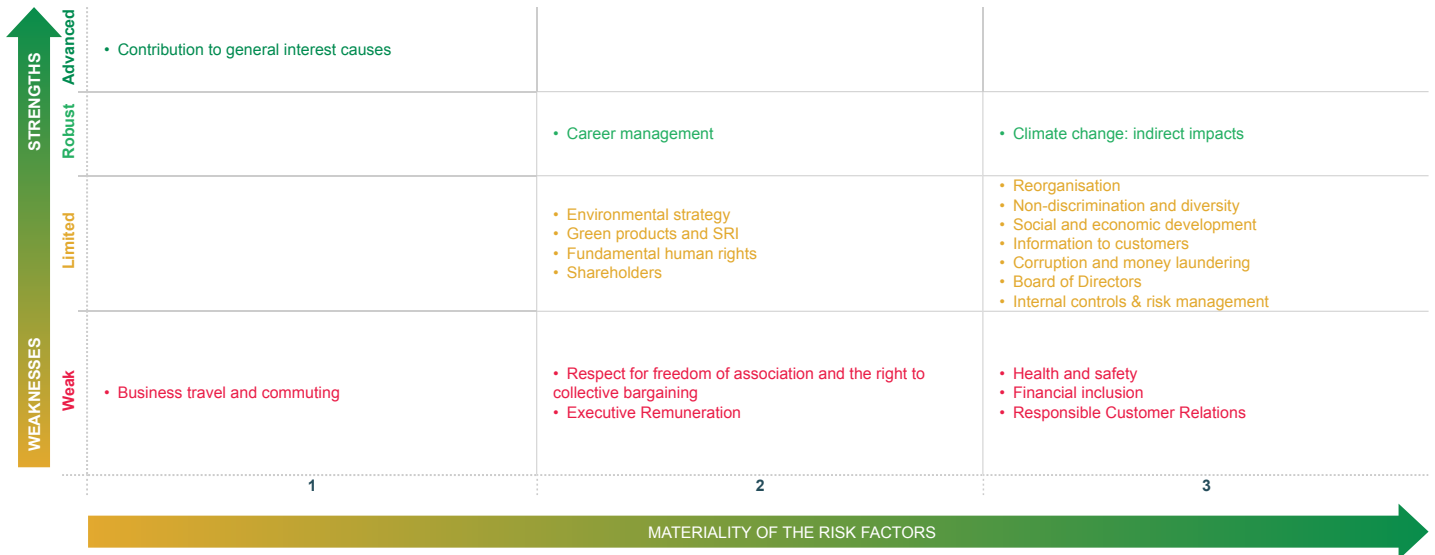 STRENGTHS
WEAKNESSES
Advanced
• Contribution to general interest causes
Robust
• Career management
• Climate change: indirect impacts
Limited
• Environmental strategy
• Green products and SRI
• Fundamental human rights
• Shareholders
• Reorganisation
• Non-discrimination and diversity
• Social and economic development
• Information to customers
• Corruption and money laundering
• Board of Directors
• Internal controls & risk management
Weak
• Business travel and commuting
• Respect for freedom of association and the right to
collective bargaining
• Executive Remuneration
• Health and safety
• Financial inclusion
• Responsible Customer Relations
1
2
3
MATERIALITY OF THE RISK FACTORS